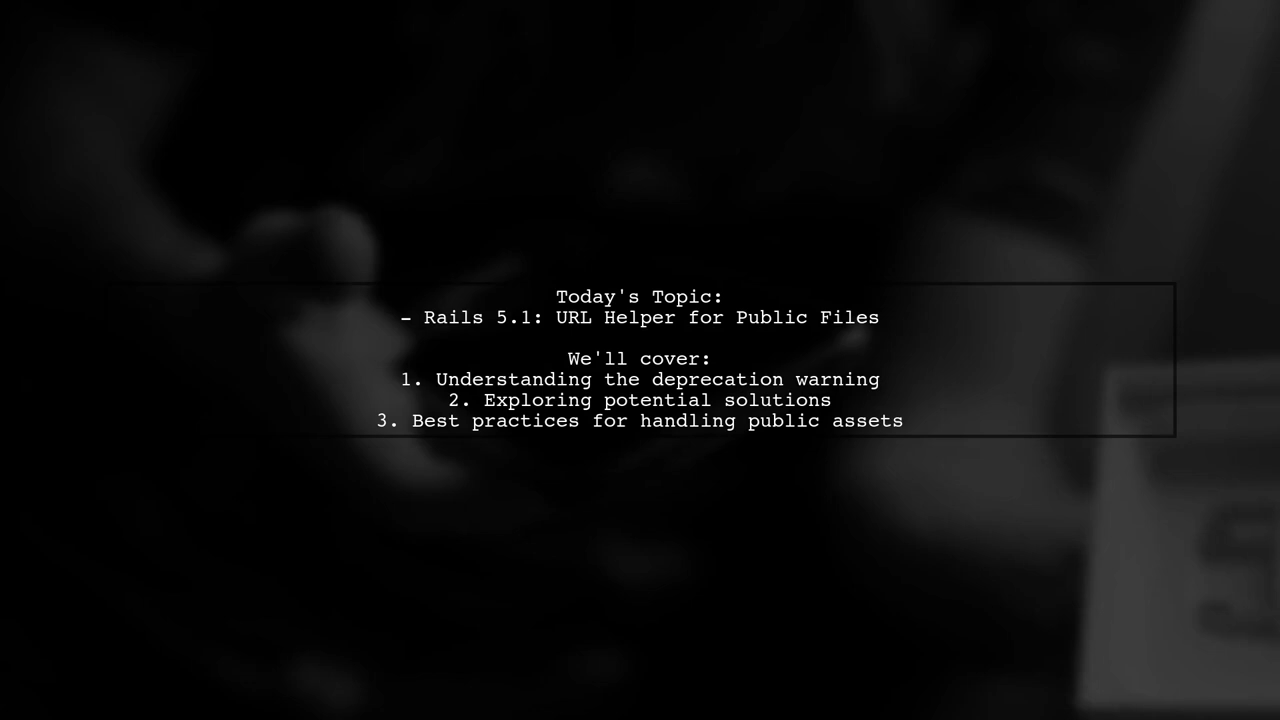 Today's Topic:
- Rails 5.1: URL Helper for Public Files
We'll cover:
1. Understanding the deprecation warning
2. Exploring potential solutions
3. Best practices for handling public assets